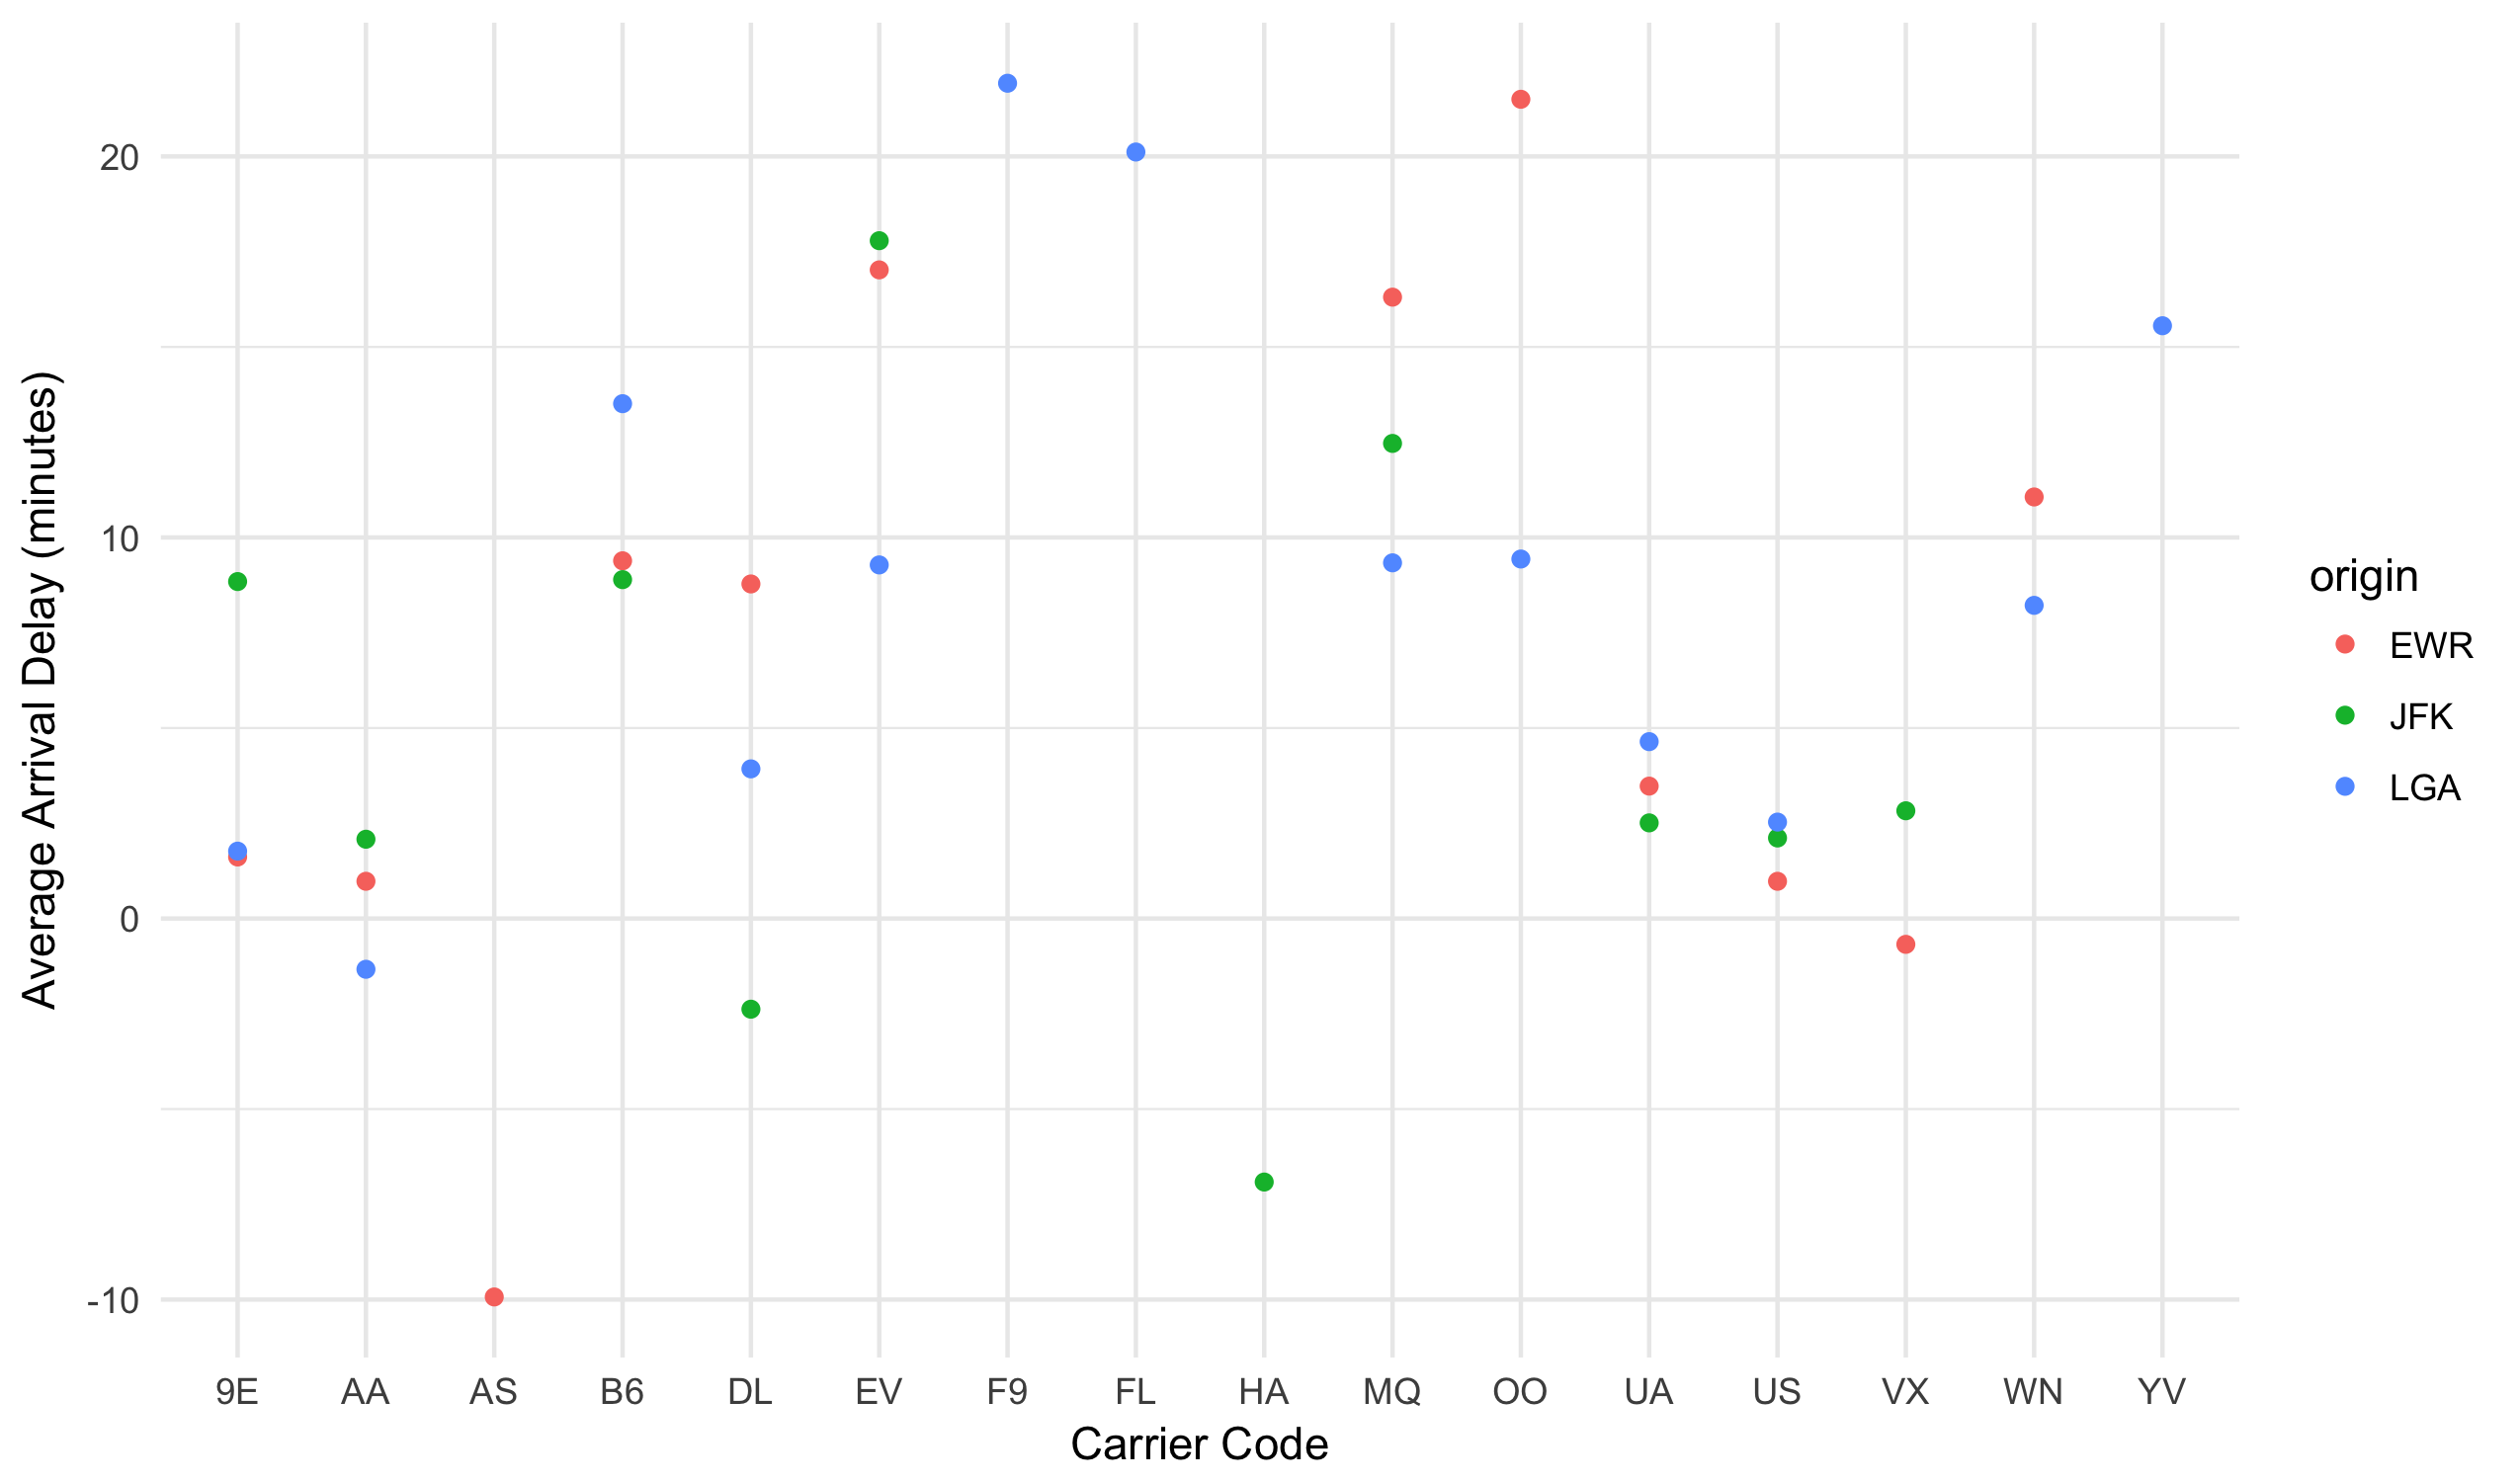 20
10
0
-10
Average Arrival Delay (minutes)
9E AA AS B6 DL EV F9 FL HA MQ OO UA US VX WN YV
Carrier Code
origin
EWR
JFK
LGA